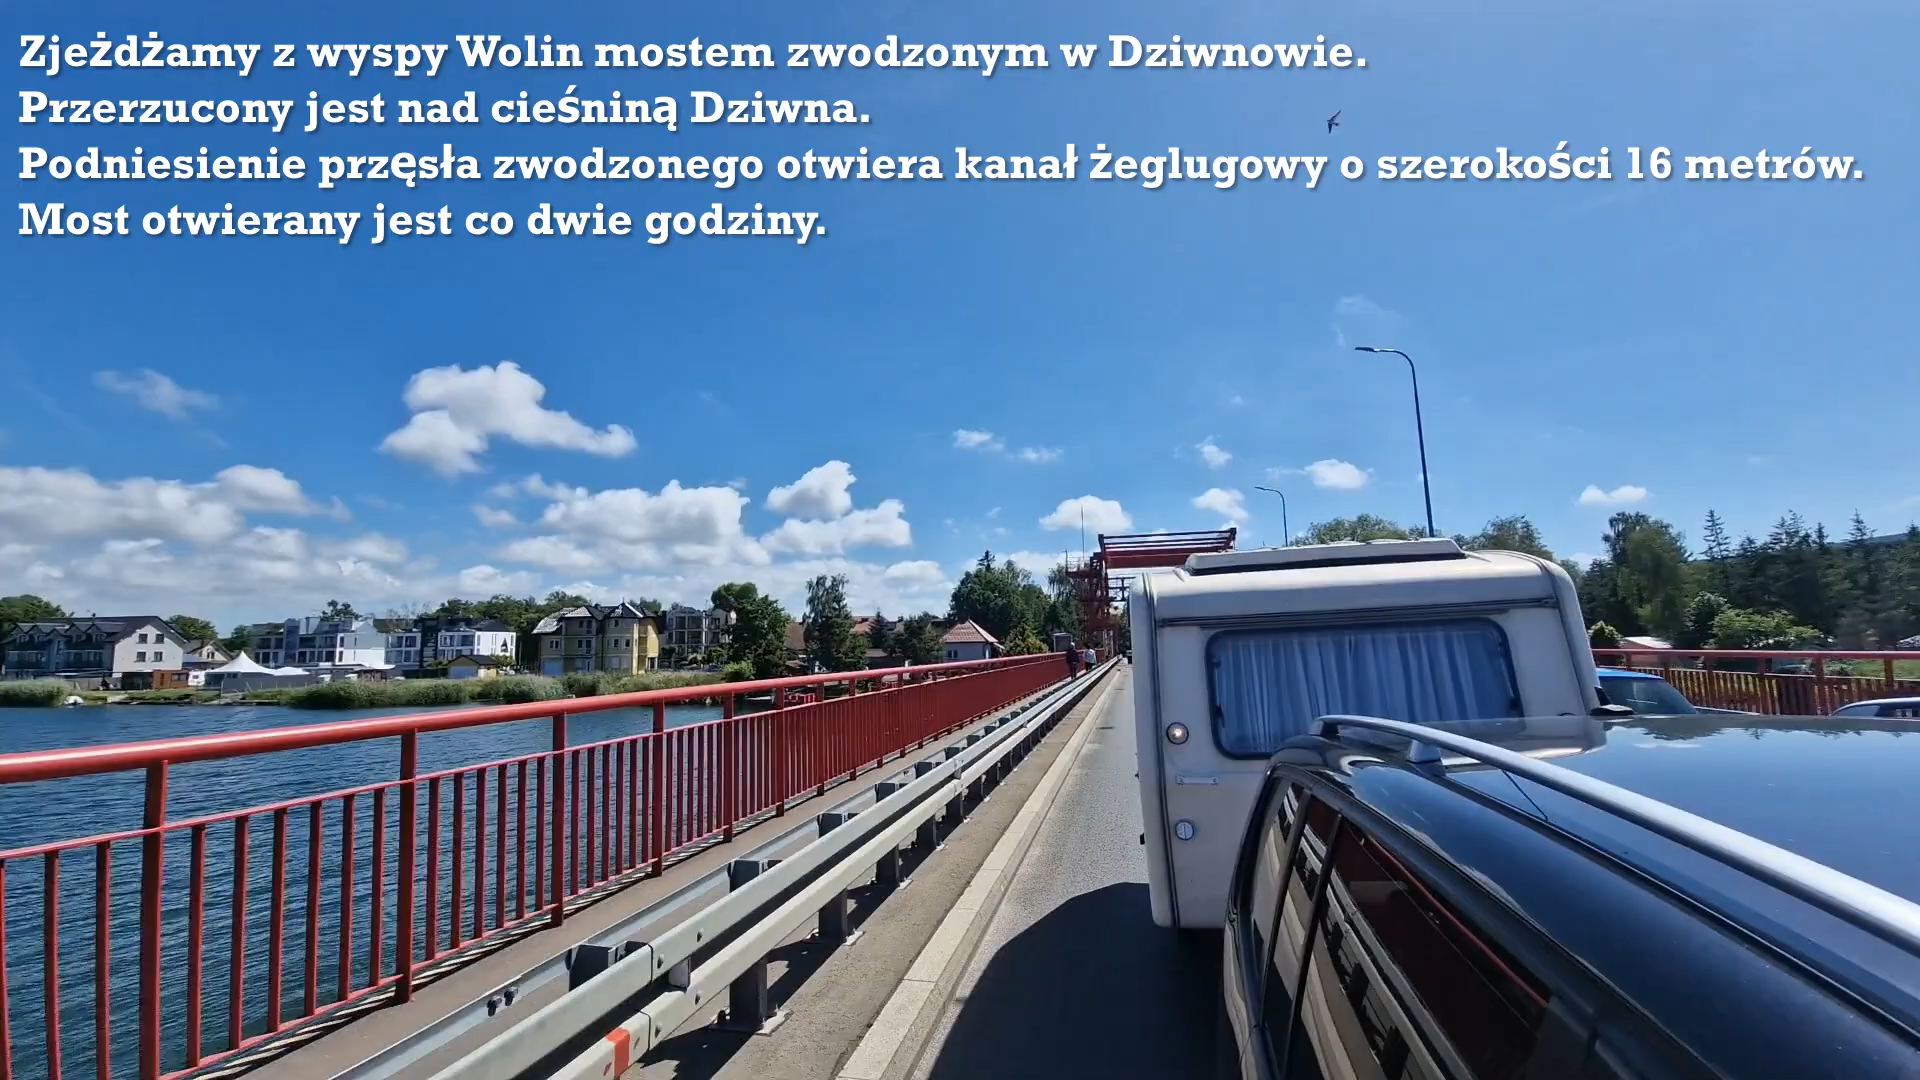 Zjeżdżamy z wyspy Wolin mostem zwodzonym w Dziwnowie.
Przerzucony jest nad cieśniną Dziwna.
Podniesienie przęsła zwodzonego otwiera kanał żeglugowy o szerokości 16 metrów.
Most otwierany jest co dwie godziny.